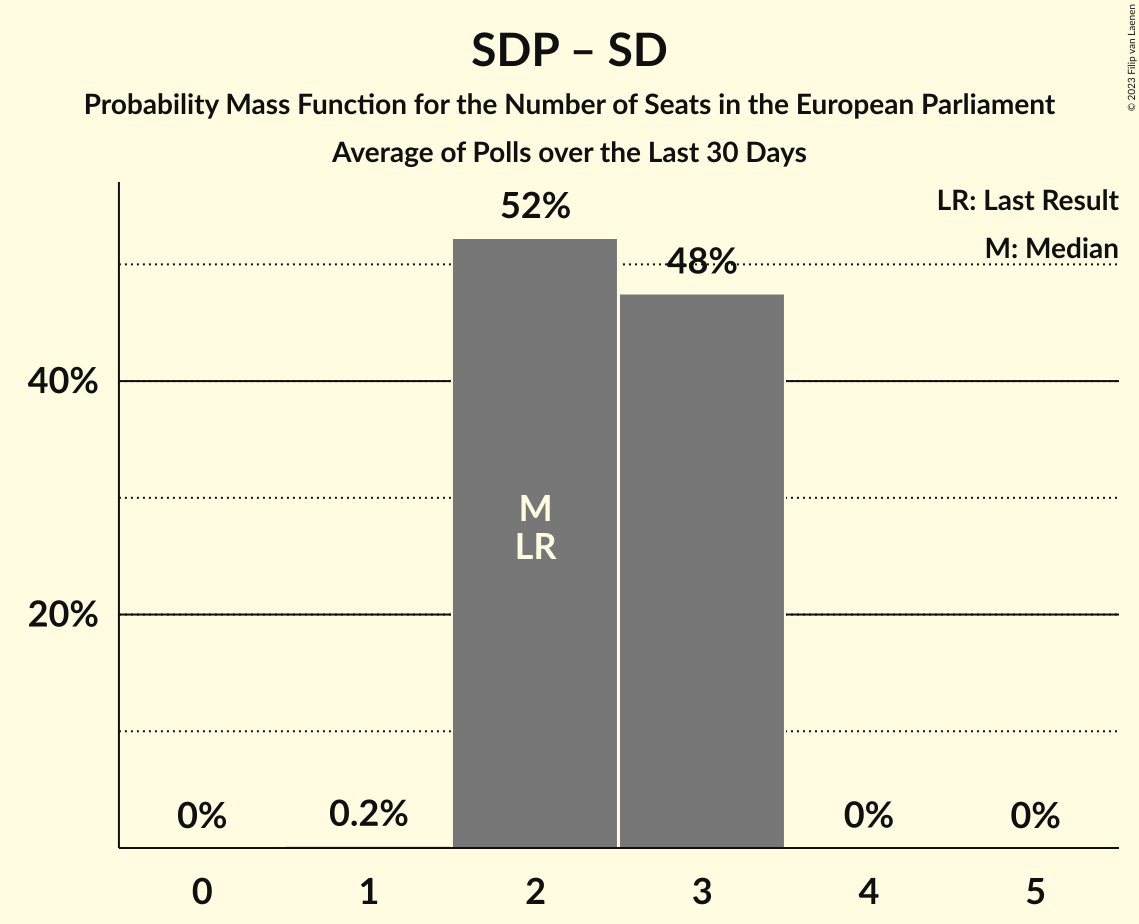 SDP – SD
Probability Mass Function for the Number of Seats in the European Parliament
Average of Polls over the Last 30 Days
© 2023 Filip van Laenen
LR: Last Result
M: Median
52%
48%
40%
M
LR
20%
0%
0.2%
0%
0%
0 1 2 3 4 5